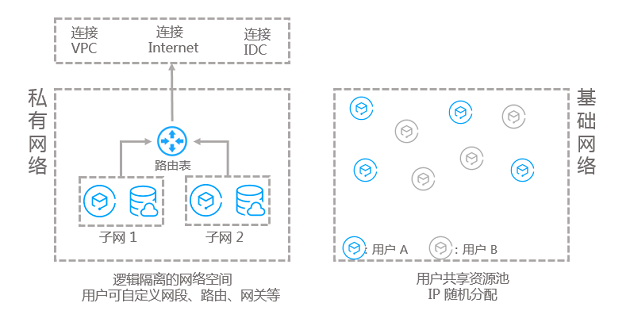 连接
VPC
连接
Internet
连接
IDC
私有网络
路由表
子网 1
子网 2
逻辑隔离的网络空间
用户可自定义网段、路由、网关等
基础网络
: 用户 A
: 用户 B
用户共享资源池
IP 随机分配